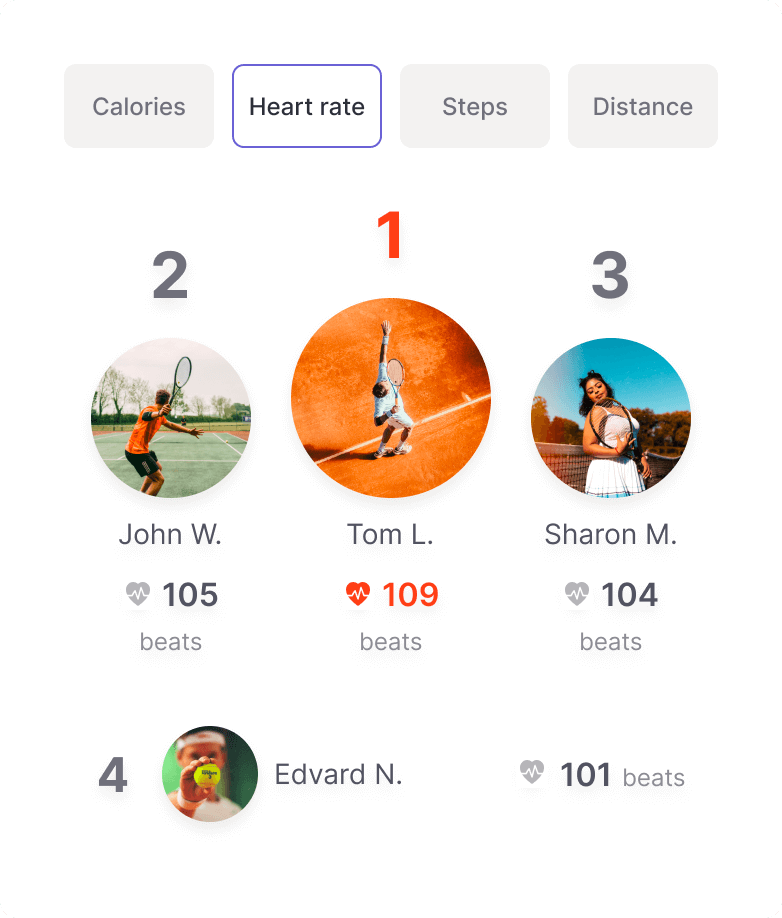 Calories
Heart rate
Steps
Distance
1
2
3
John W.
Tom L.
Sharon M.
105
109
104
beats
beats
beats
4
Edvard N.
101 beats